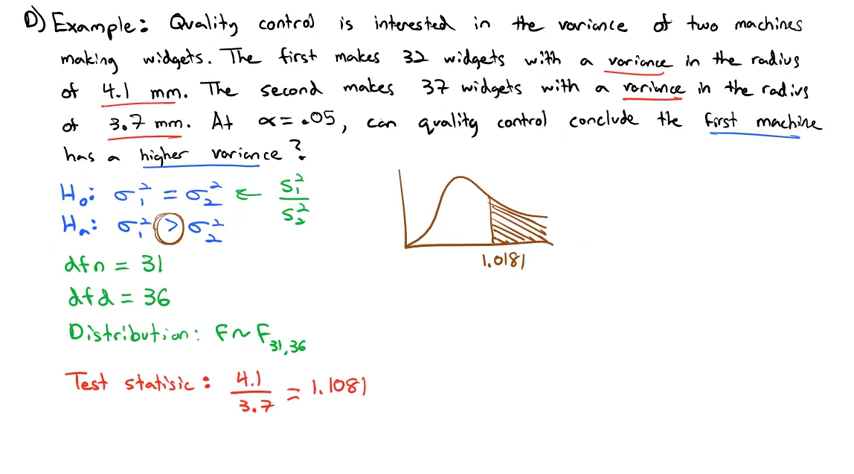 D) Example: Quality control is interested in the variance of two machines
making widgets. The first makes 32 widgets with a variance in the radius
of 4.1 mm. The second makes 37 widgets with a variance in the radius
of 3.7 mm. At α = .05, can quality control conclude the first machine
has a higher variance?
H₀: σ₁² = σ₂² ← S₁²/S₂²
Hₐ: σ₁² > σ₂²
1.0181
dfn = 31
dfd = 36
Distribution: F ~ F₃₁,₃₆
Test statisic: 4.1/3.7 = 1.1081